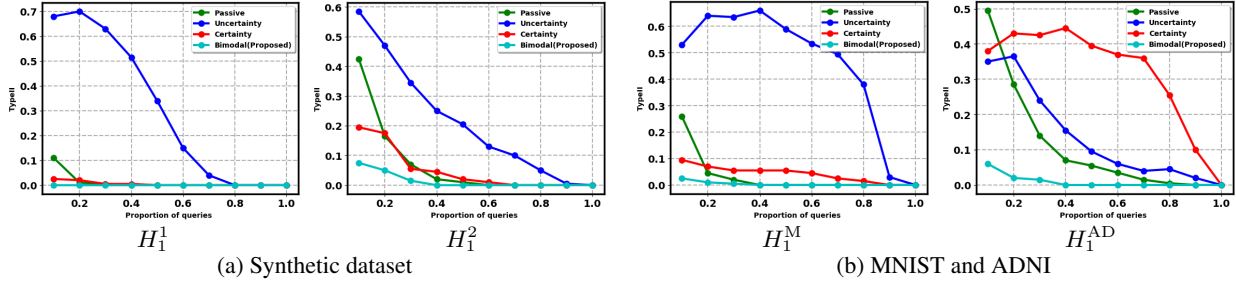 TypeII
0.7
0.6
0.5
0.4
0.3
0.2
0.1
0.0
Passive
Uncertainty
Certainty
Bimodal(Proposed)
0.2 0.4 0.6 0.8 1.0
Proportion of queries
H_1^1
TypeII
0.6
0.5
0.4
0.3
0.2
0.1
0.0
Passive
Uncertainty
Certainty
Bimodal(Proposed)
0.2 0.4 0.6 0.8 1.0
Proportion of queries
H_1^2
(a) Synthetic dataset
TypeII
0.6
0.5
0.4
0.3
0.2
0.1
0.0
Passive
Uncertainty
Certainty
Bimodal(Proposed)
0.2 0.4 0.6 0.8 1.0
Proportion of queries
H_1^M
TypeII
0.5
0.4
0.3
0.2
0.1
0.0
Passive
Uncertainty
Certainty
Bimodal(Proposed)
0.2 0.4 0.6 0.8 1.0
Proportion of queries
H_1^AD
(b) MNIST and ADNI